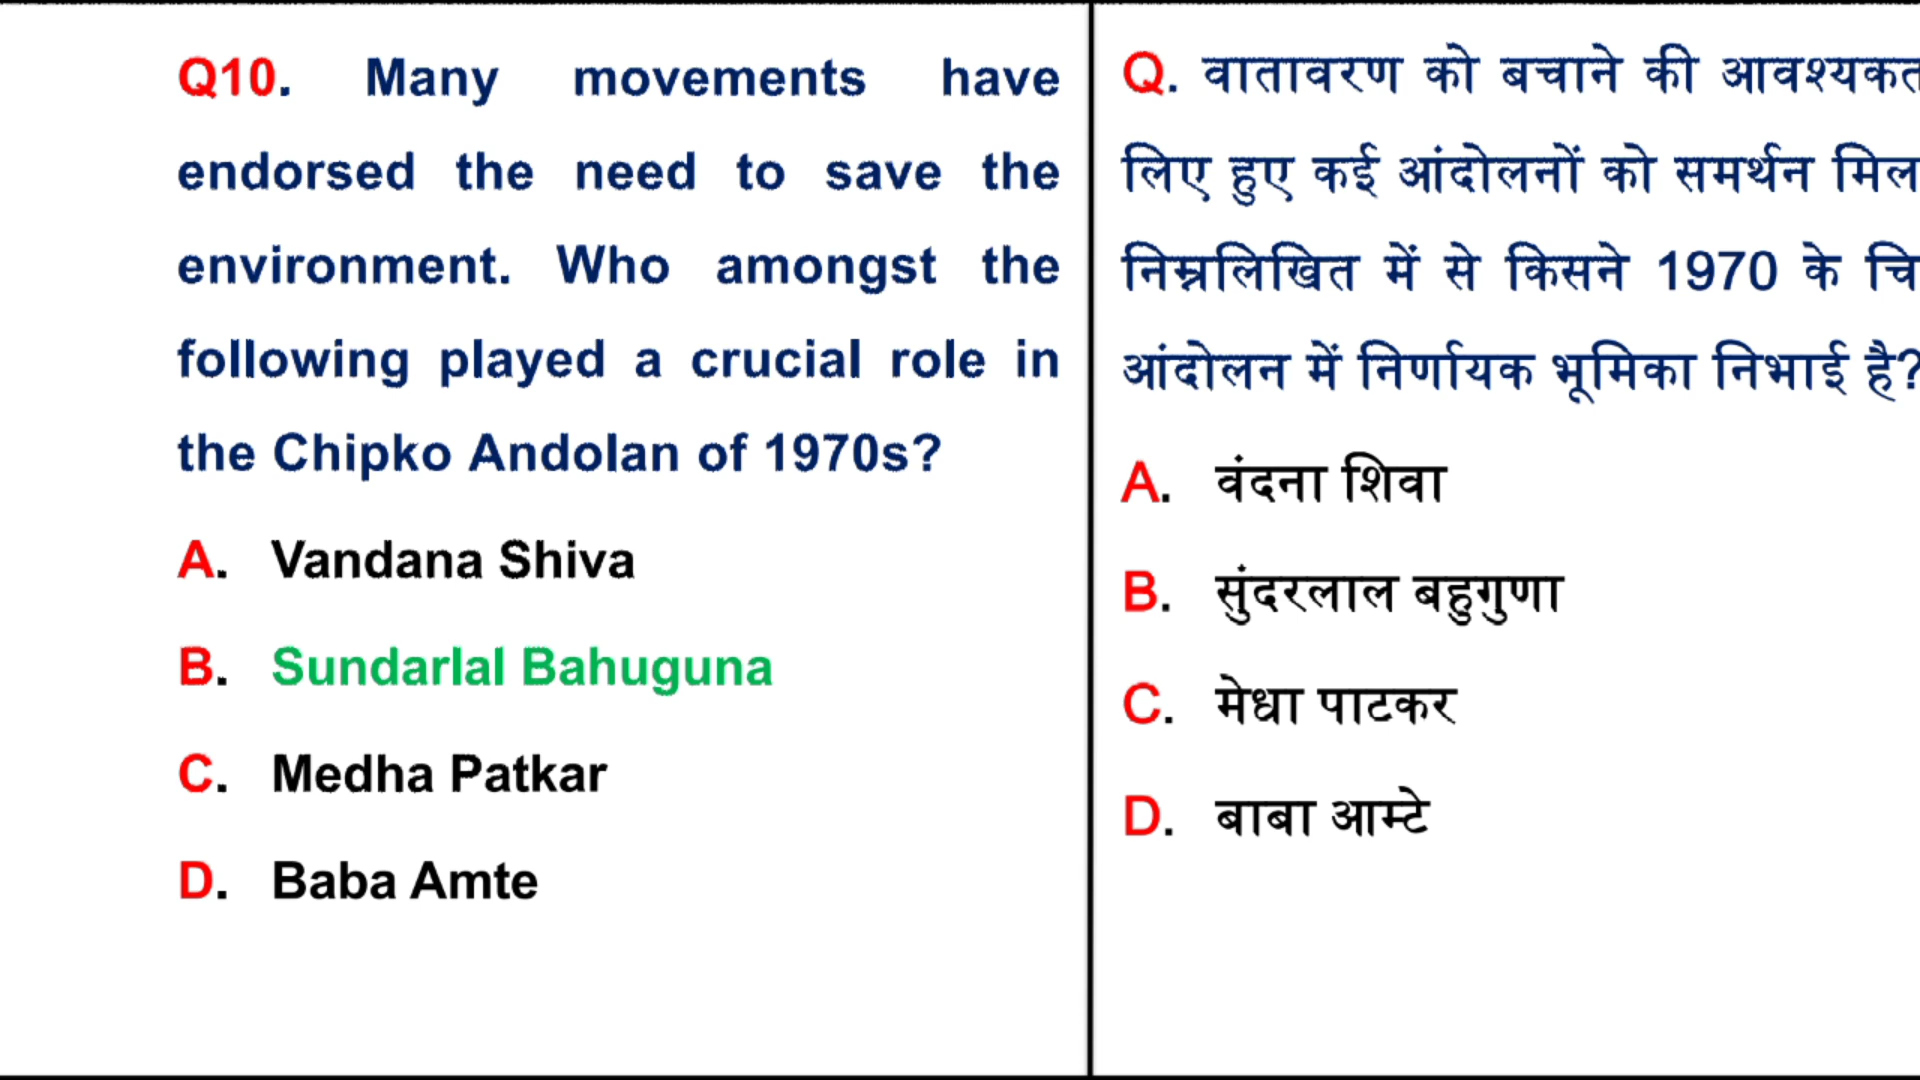 Q10. Many movements have
endorsed the need to save the
environment. Who amongst the
following played a crucial role in
the Chipko Andolan of 1970s?
A. Vandana Shiva
B. Sundarlal Bahuguna
C. Medha Patkar
D. Baba Amte
Q. वातावरण को बचाने की
लिए हुए कई आंदोलनों को समर्थन
निम्नलिखित में से किसने 1970 के
आंदोलन में निर्णायक भूमिका निभाई है?
A. वंदना शिवा
B. सुंदरलाल बहुगुणा
C. मेधा पाटकर
D. बाबा आम्टे